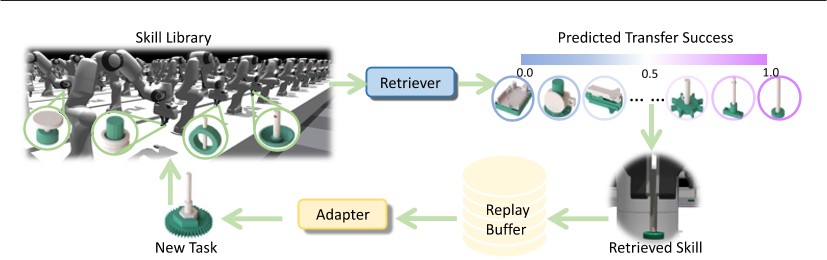 Skill Library
Predicted Transfer Success
Retriever
0.0
0.5
1.0
... ...
Replay
Buffer
Adapter
New Task
Retrieved Skill